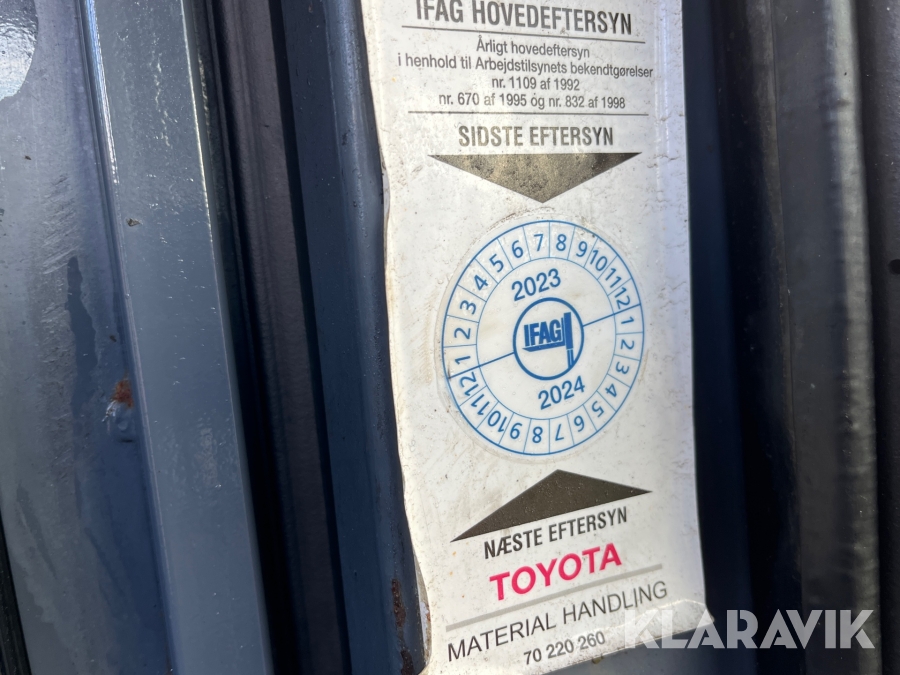 IFAG HOVEDEFTERSYN
Årligt hovedeftersyn
i henhold til Arbejdstilsynets bekendtgørelser
nr. 1109 af 1992
nr. 670 af 1995 og nr. 832 af 1998
SIDSTE EFTERSYN
1 2 3 4 5 6 7 8 9 10 11 12
2023
IFAG
2024
1 2 3 4 5 6 7 8 9 10 11 12
NÆSTE EFTERSYN
TOYOTA
MATERIAL HANDLING
70 220 260
KLARAVIK